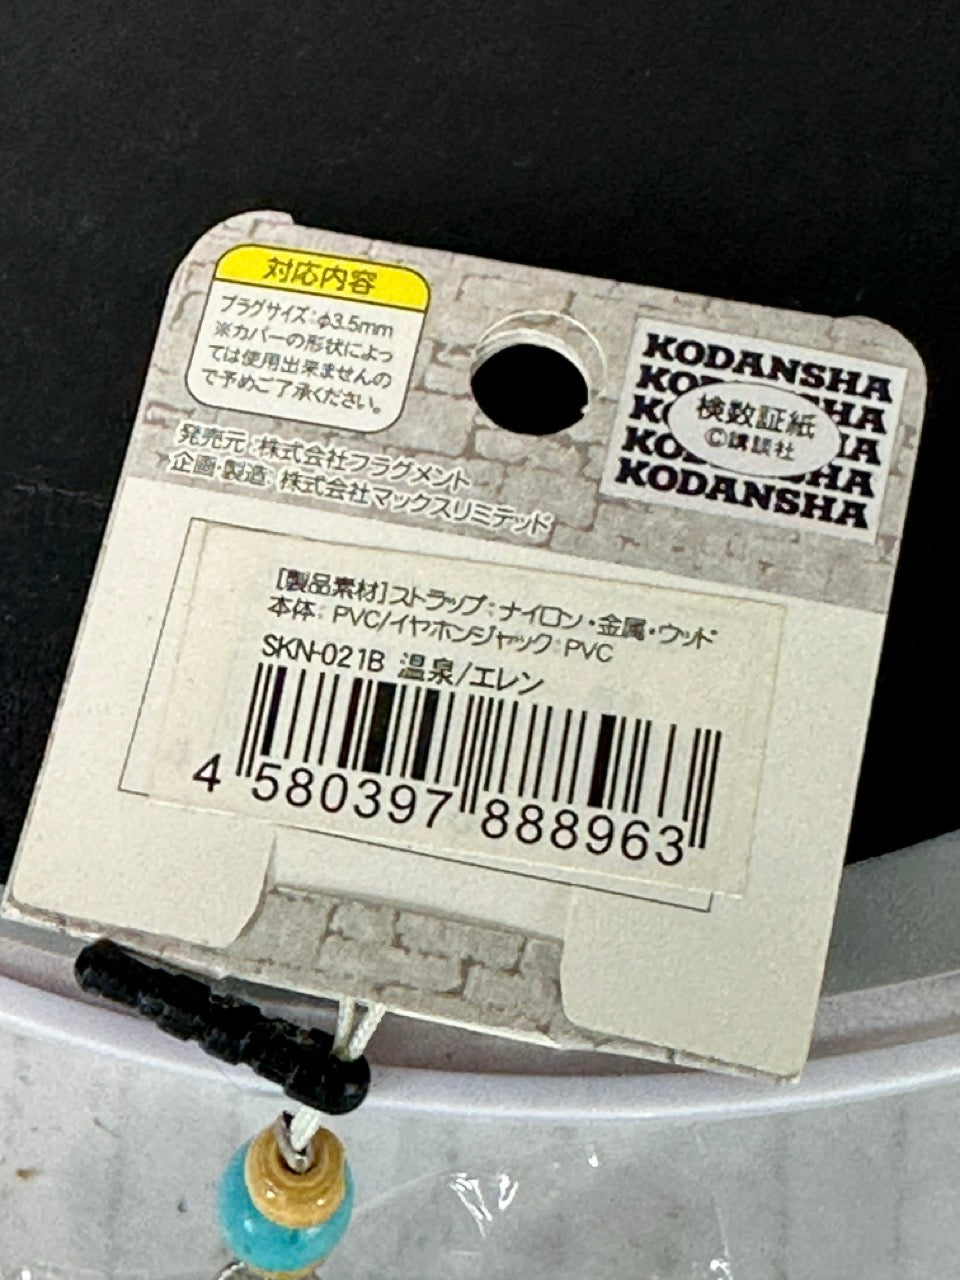 対応内容
プラグサイズ:φ3.5mm
※カバーの形状によっ
ては使用出来ませんの
で予めご了承ください。
KODANSHA
KODANSHA
KODANSHA
KODANSHA
KODANSHA
検数証紙
©講談社
発売元:株式会社フラグメント
企画・製造:株式会社マックスリミテッド
[製品素材]ストラップ:ナイロン・金属・ウッド
本体:PVC/イヤホンジャック:PVC
SKN-021B 温泉/エレン
4 580397 888963